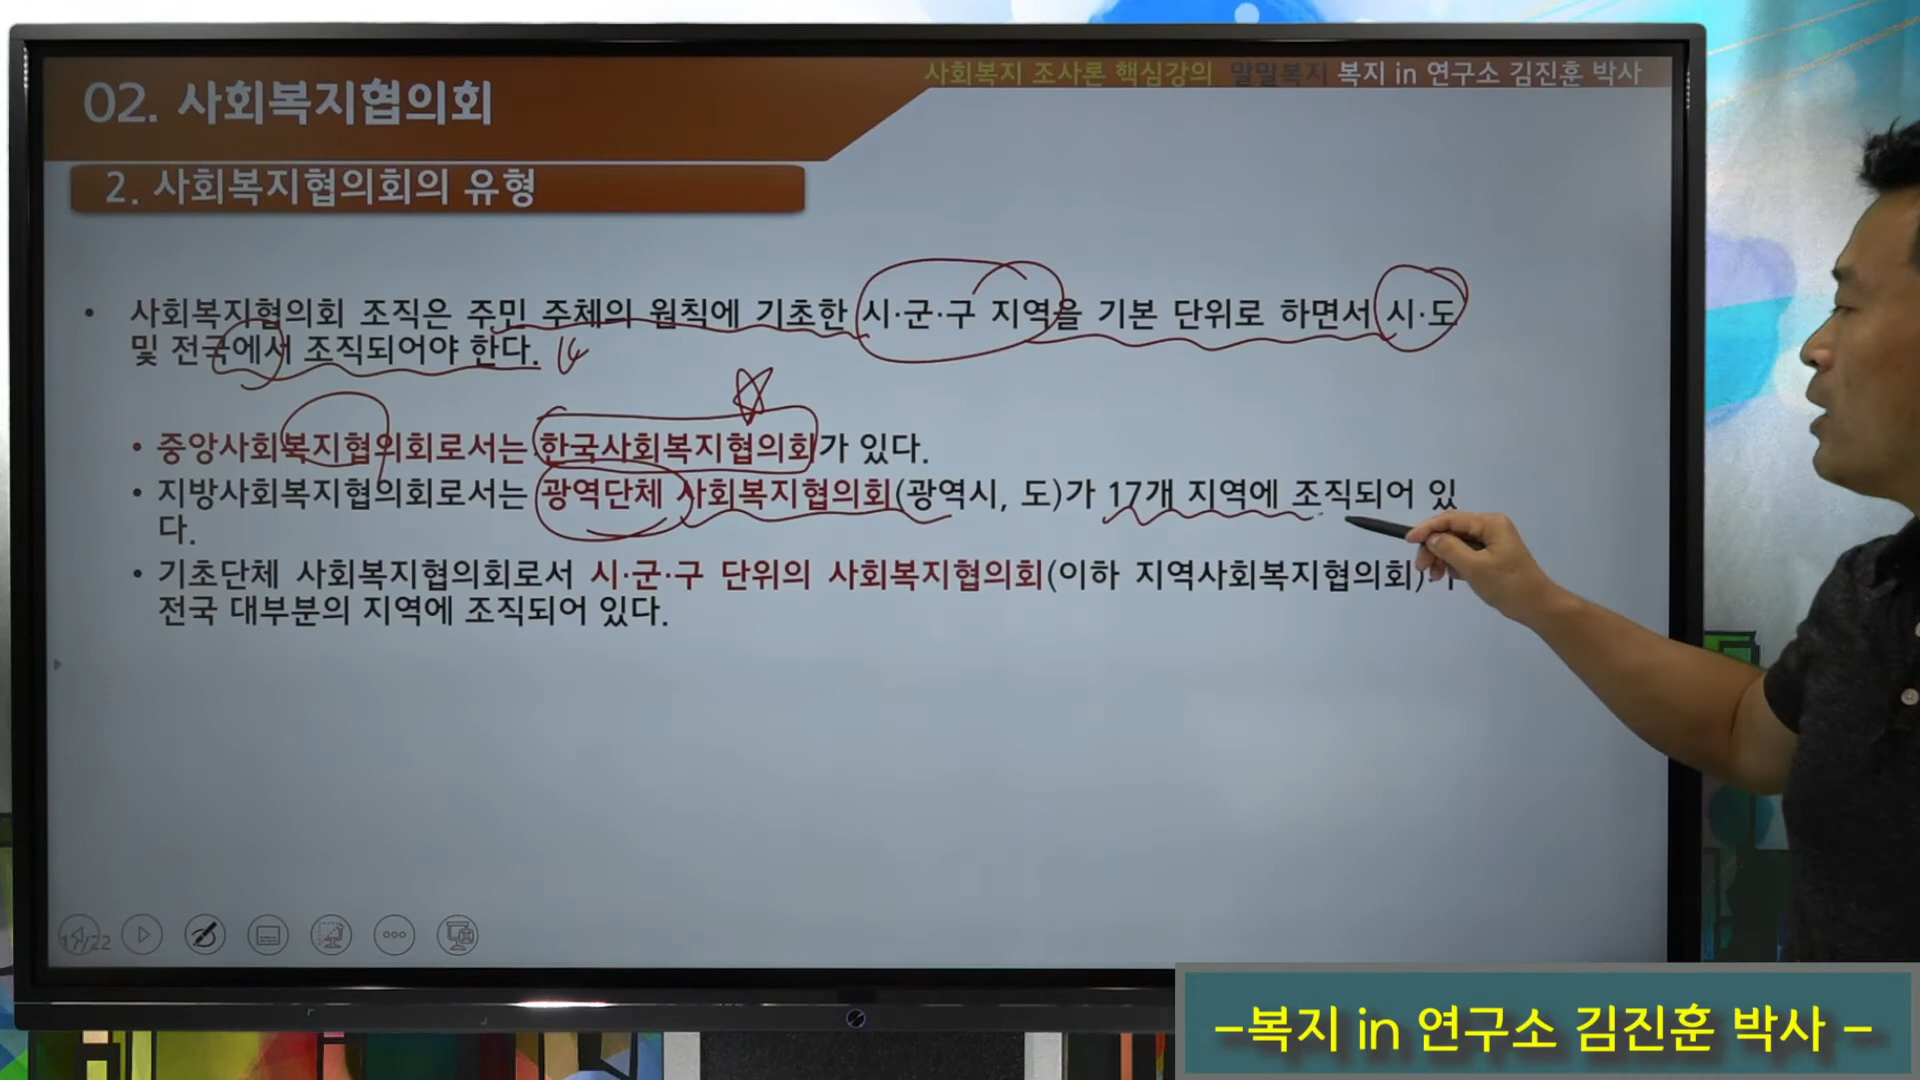 사회복지 조사론 핵심강의 말말복지 복지 in 연구소 김진훈 박사
02. 사회복지협의회
2. 사회복지협의회의 유형
• 사회복지협의회 조직은 주민 주체의 원칙에 기초한 시·군·구 지역을 기본 단위로 하면서 시·도
및 전국에서 조직되어야 한다.
• 중앙사회복지협의회로서는 한국사회복지협의회가 있다.
• 지방사회복지협의회로서는 광역단체 사회복지협의회(광역시, 도)가 17개 지역에 조직되어 있
다.
• 기초단체 사회복지협의회로서 시·군·구 단위의 사회복지협의회(이하 지역사회복지협의회)
전국 대부분의 지역에 조직되어 있다.
17/22
–복지 in 연구소 김진훈 박사 –